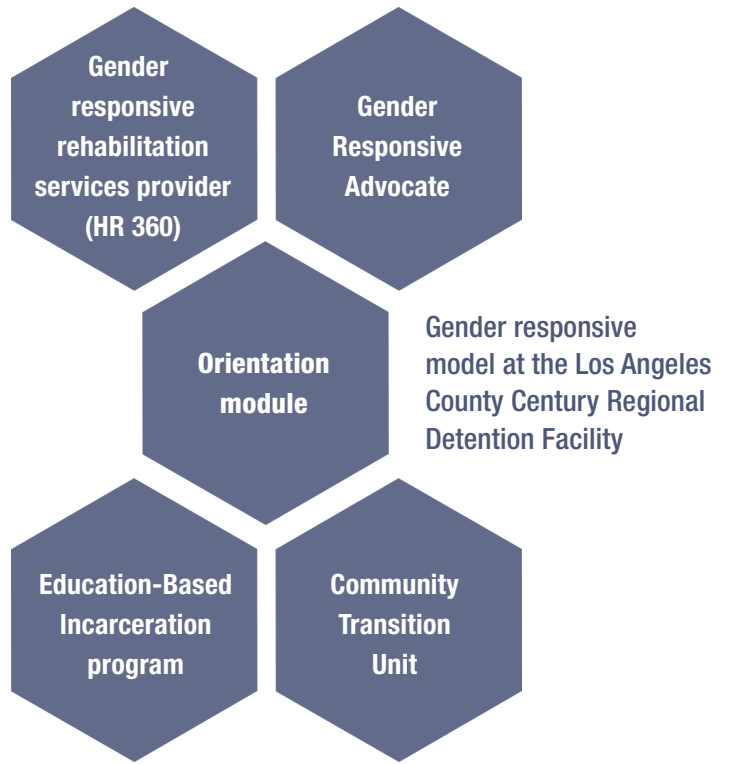 Gender
responsive
rehabilitation
services provider
(HR 360)
Gender
Responsive
Advocate
Orientation
module
Gender responsive
model at the Los Angeles
County Century Regional
Detention Facility
Education-Based
Incarceration
program
Community
Transition
Unit